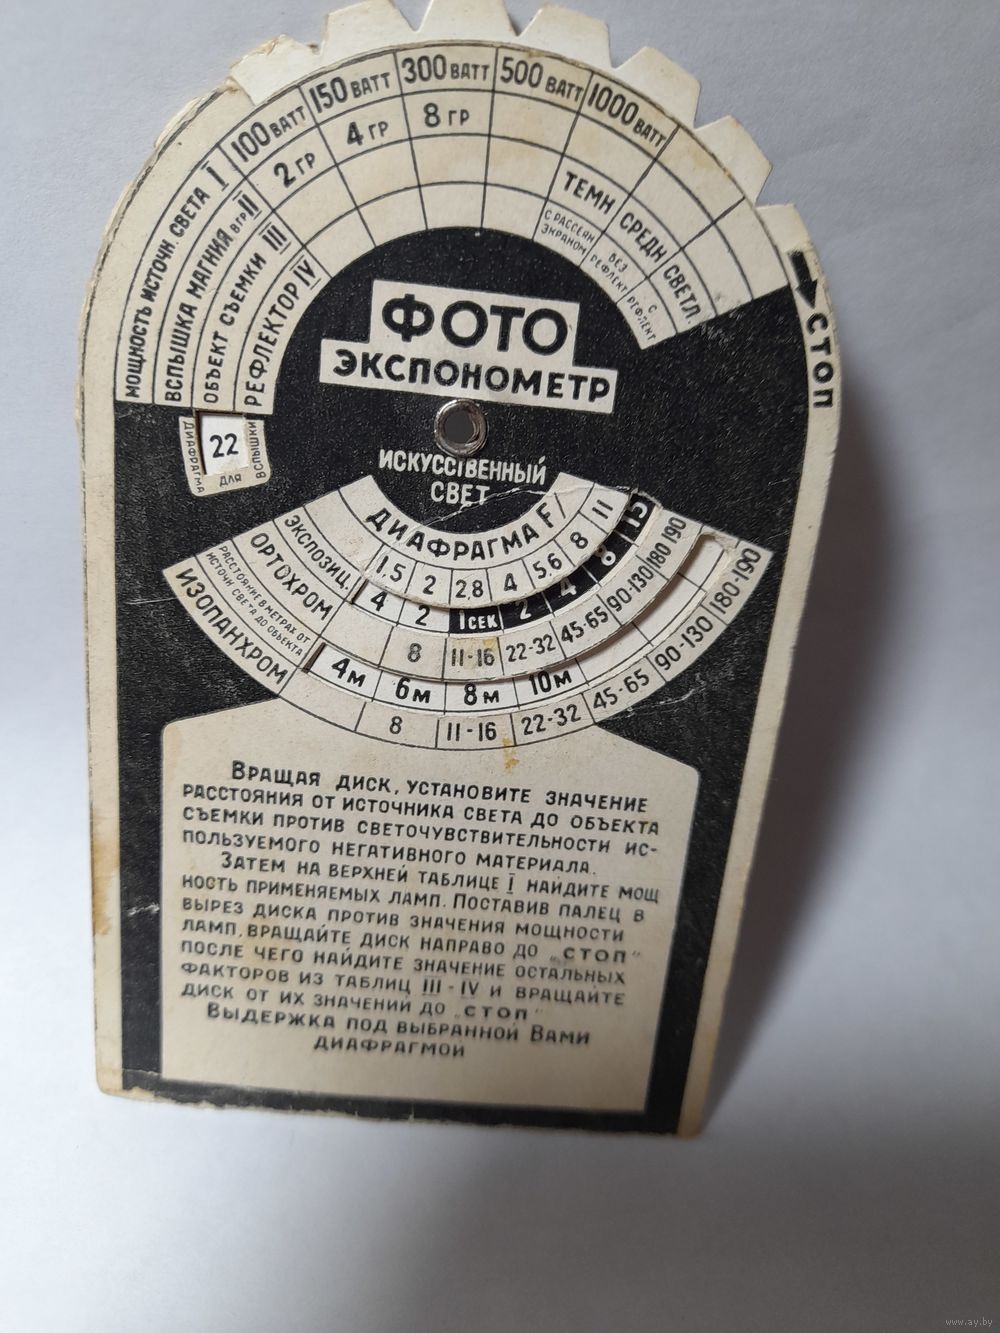 100 ВАТТ 150 ВАТТ 300 ВАТТ 500 ВАТТ 1000 ВАТТ
2 ГР 4 ГР 8 ГР
ТЕМН СРЕДН СВЕТЛ.
С РАССЕЯН ЭКРАНОМ
БЕЗ РЕФЛЕКТ
С РЕФЛЕКТ
МОЩНОСТЬ ИСТОЧН. СВЕТА I
ВСПЫШКА МАГНИЯ В ГР II
ОБЪЕКТ СЪЕМКИ III
РЕФЛЕКТОР IV
СТОП
ФОТО
ЭКСПОНОМЕТР
ДИАФРАГМА
22
ДЛЯ
ВСПЫШКИ
ИСКУССТВЕННЫЙ
СВЕТ
ДИАФРАГМА F/
1,5 2 2.8 4 5.6 8 11
ЭКСПОЗИЦ.
4 2 1 СЕК 2 4 8 15
ОРТОХРОМ
8 11-16 22-32 45-65 90-130 180 190
РАССТОЯНИЕ В МЕТРАХ ОТ
ИСТОЧН СВЕТА ДО ОБЪЕКТА
4м 6м 8м 10м
ИЗОПАНХРОМ
8 11-16 22-32 45-65 90-130 180-190
ВРАЩАЯ ДИСК, УСТАНОВИТЕ ЗНАЧЕНИЕ
РАССТОЯНИЯ ОТ ИСТОЧНИКА СВЕТА ДО ОБЪЕКТА
СЪЕМКИ ПРОТИВ СВЕТОЧУВСТВИТЕЛЬНОСТИ ИС-
ПОЛЬЗУЕМОГО НЕГАТИВНОГО МАТЕРИАЛА.
ЗАТЕМ НА ВЕРХНЕЙ ТАБЛИЦЕ I НАЙДИТЕ МОЩ
НОСТЬ ПРИМЕНЯЕМЫХ ЛАМП. ПОСТАВИВ ПАЛЕЦ В
ВЫРЕЗ ДИСКА ПРОТИВ ЗНАЧЕНИЯ МОЩНОСТИ
ЛАМП, ВРАЩАЙТЕ ДИСК НАПРАВО ДО „СТОП"
ПОСЛЕ ЧЕГО НАЙДИТЕ ЗНАЧЕНИЕ ОСТАЛЬНЫХ
ФАКТОРОВ ИЗ ТАБЛИЦ III - IV И ВРАЩАЙТЕ
ДИСК ОТ ИХ ЗНАЧЕНИЙ ДО „СТОП"
ВЫДЕРЖКА ПОД ВЫБРАННОЙ ВАМИ
ДИАФРАГМОЙ
www.ay.by